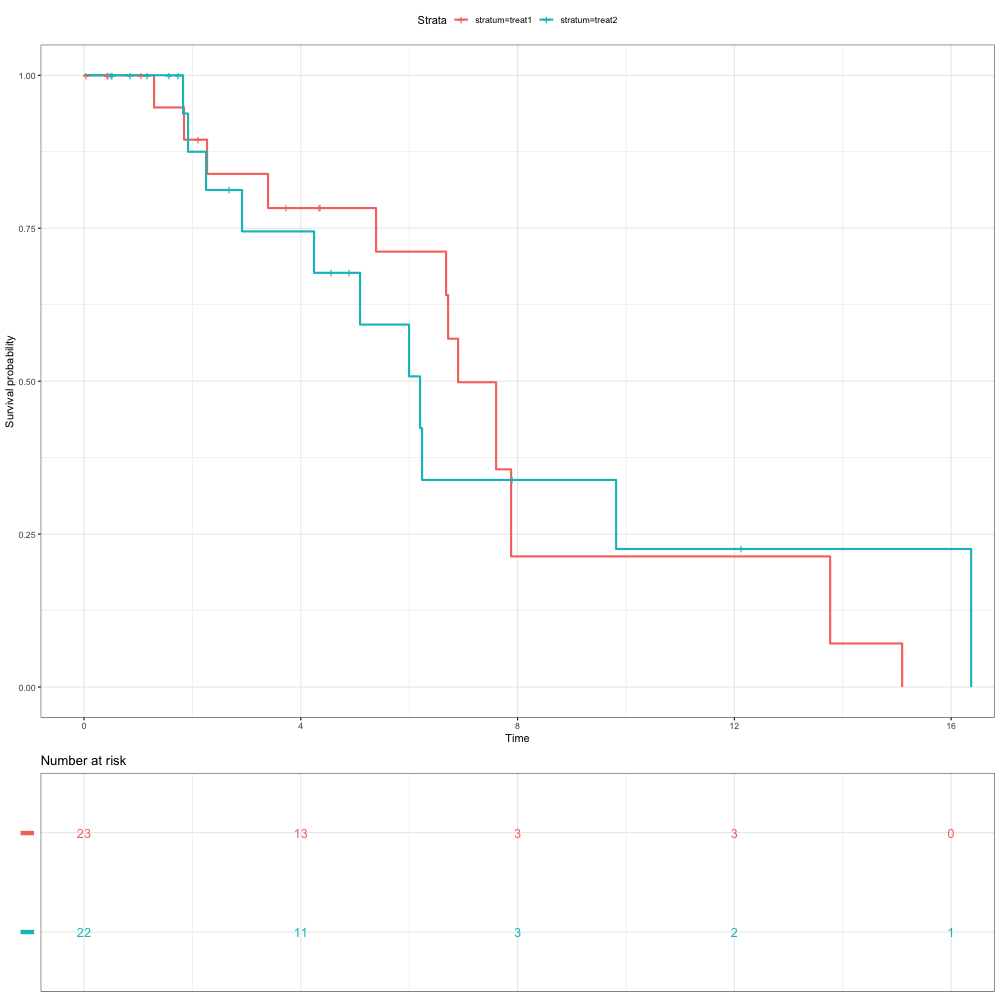 Strata stratum=treat1 stratum=treat2
1.00
0.75
0.50
0.25
0.00
Survival probability
0 4 8 12 16
Time
Number at risk
23 13 3 3 0
22 11 3 2 1